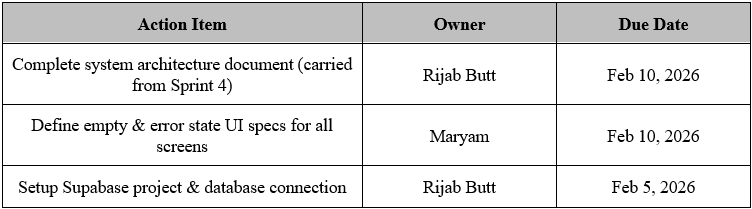 Action Item Owner Due Date
Complete system architecture document (carried
from Sprint 4) Rijab Butt Feb 10, 2026
Define empty & error state UI specs for all
screens Maryam Feb 10, 2026
Setup Supabase project & database connection Rijab Butt Feb 5, 2026